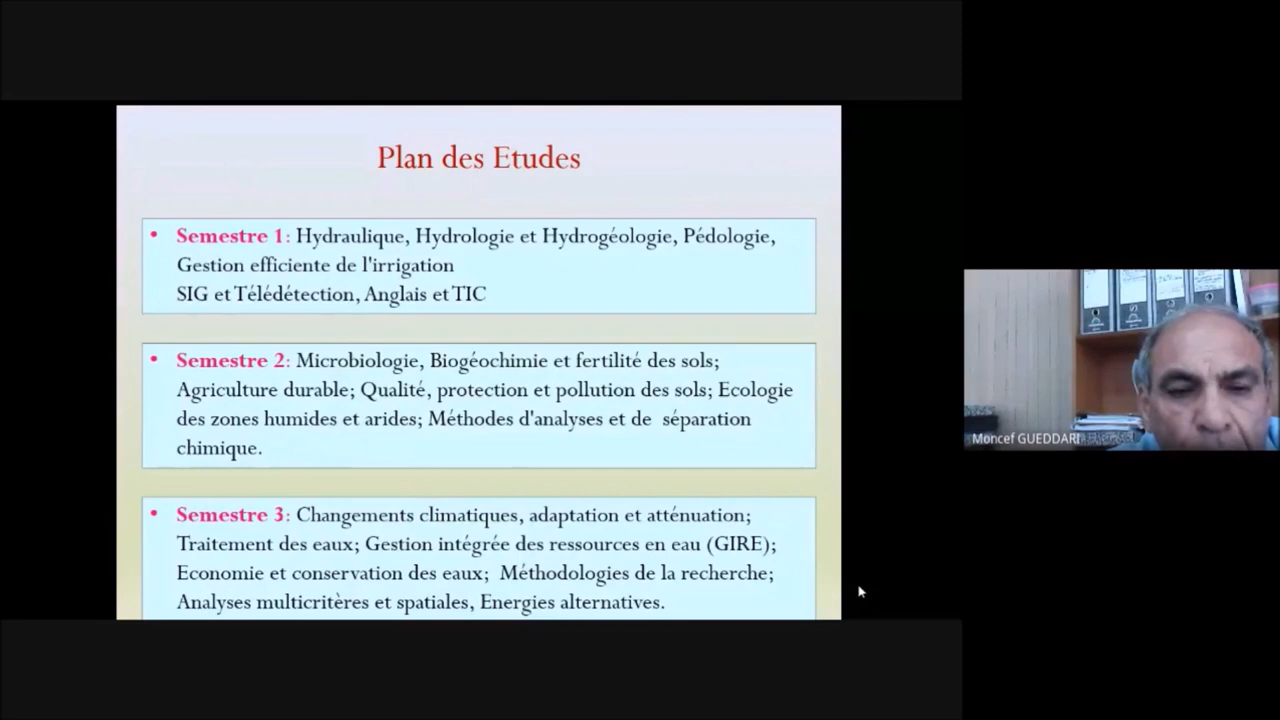 Plan des Etudes
• Semestre 1: Hydraulique, Hydrologie et Hydrogéologie, Pédologie,
Gestion efficiente de l'irrigation
SIG et Télédétection, Anglais et TIC
• Semestre 2: Microbiologie, Biogéochimie et fertilité des sols;
Agriculture durable; Qualité, protection et pollution des sols; Ecologie
des zones humides et arides; Méthodes d'analyses et de séparation
chimique.
• Semestre 3: Changements climatiques, adaptation et atténuation;
Traitement des eaux; Gestion intégrée des ressources en eau (GIRE);
Economie et conservation des eaux; Méthodologies de la recherche;
Analyses multicritères et spatiales, Energies alternatives.
Moncef GUEDDARI